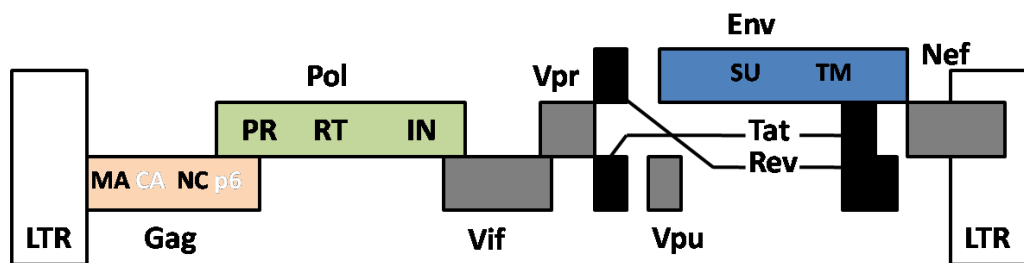 Env
Pol Vpr Nef
SU TM
PR RT IN Tat
Rev
MA CA NC p6
LTR Gag Vif Vpu LTR